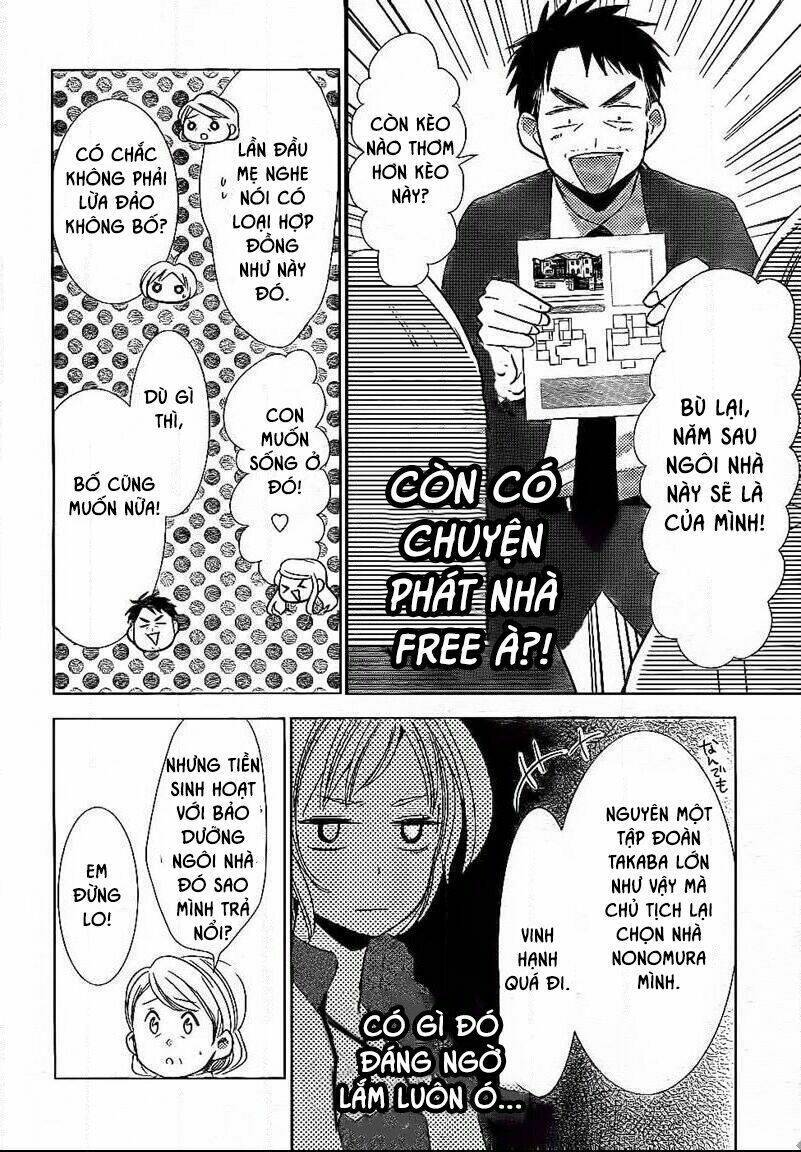 BÙ LẠI,
NĂM SAU
NGÔI NHÀ
NÀY SẼ LÀ
CỦA MÌNH!
CÒN KÈO
NÀO THƠM
HƠN KÈO
NÀY?
CÒN CÓ
CHUYỆN
PHÁT NHÀ
FREE À?!
LẦN ĐẦU
MẸ NGHE
NÓI CÓ
LOẠI HỢP
ĐỒNG
NHƯ NÀY
ĐÓ.
CÓ CHẮC
KHÔNG PHẢI
LỪA ĐẢO
KHÔNG BỐ?
CON
MUỐN
SỐNG Ở
ĐÓ!
♡
DÙ GÌ
THÌ,
BỐ CŨNG
MUỐN NỮA!
なんでも
NGUYÊN MỘT
TẬP ĐOÀN
TAKABA LỚN
NHƯ VẬY MÀ
CHỦ TỊCH LẠI
CHỌN NHÀ
NONOMURA
MÌNH.
VINH
HẠNH
QUÁ ĐI.
CÓ GÌ ĐÓ
ĐÁNG NGỜ
LẮM LUÔN Ó...
NHƯNG TIỀN
SINH HOẠT
VỚI BẢO
DƯỠNG
NGÔI NHÀ
ĐÓ SAO
MÌNH TRẢ
NỔI?
EM
ĐỪNG
LO!